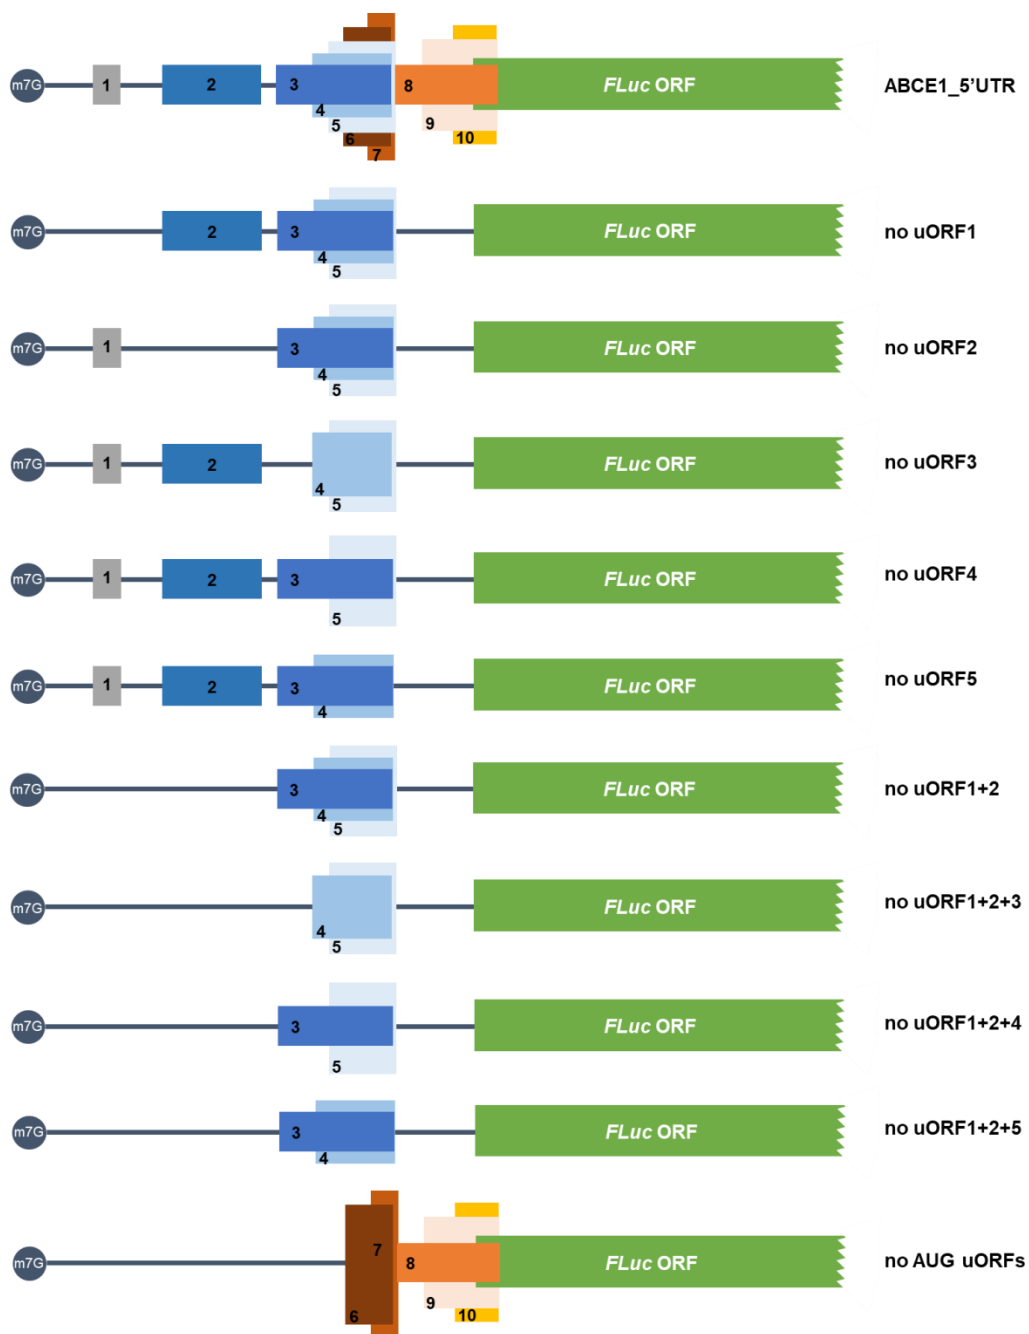 m7G 1 2 3 4 5 6 7 8 9 10 FLuc ORF ABCE1_5'UTR
m7G 2 3 4 5 FLuc ORF no uORF1
m7G 1 3 4 5 FLuc ORF no uORF2
m7G 1 2 4 5 FLuc ORF no uORF3
m7G 1 2 3 5 FLuc ORF no uORF4
m7G 1 2 3 4 FLuc ORF no uORF5
m7G 3 4 5 FLuc ORF no uORF1+2
m7G 4 5 FLuc ORF no uORF1+2+3
m7G 3 5 FLuc ORF no uORF1+2+4
m7G 3 4 FLuc ORF no uORF1+2+5
m7G 6 7 8 9 10 FLuc ORF no AUG uORFs